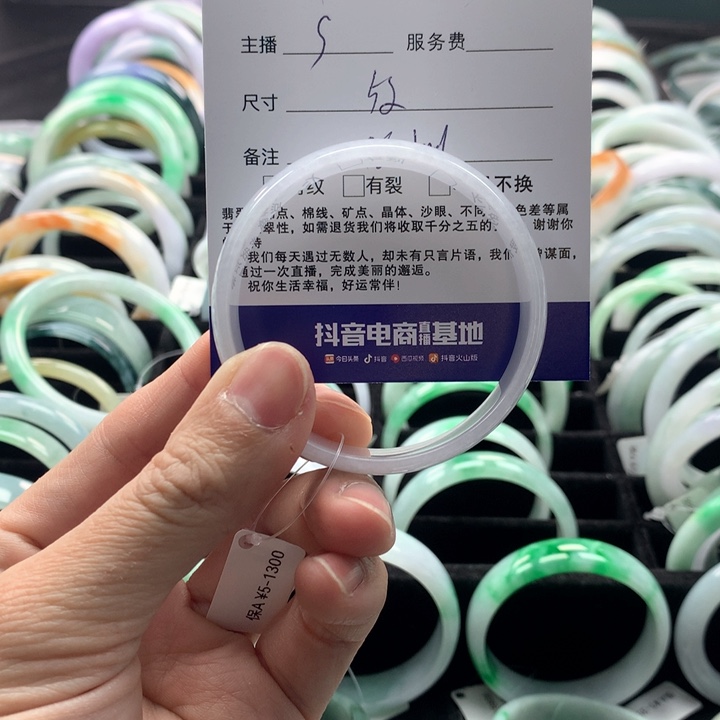 主播 S 服务费
尺寸
备注
纹 有裂 不换
点、棉线、矿点、晶体、沙眼、不同 色差等属
于 翠性，如需退货我们将收取千分之五的 谢谢你
我们每天遇过无数人，却未有只言片语，我们 谋面，
通过一次直播，完成美丽的邂逅。
祝你生活幸福，好运常伴！
抖音电商直播基地
今日头条 抖音 西瓜视频 抖音火山版
保A ¥5-1300